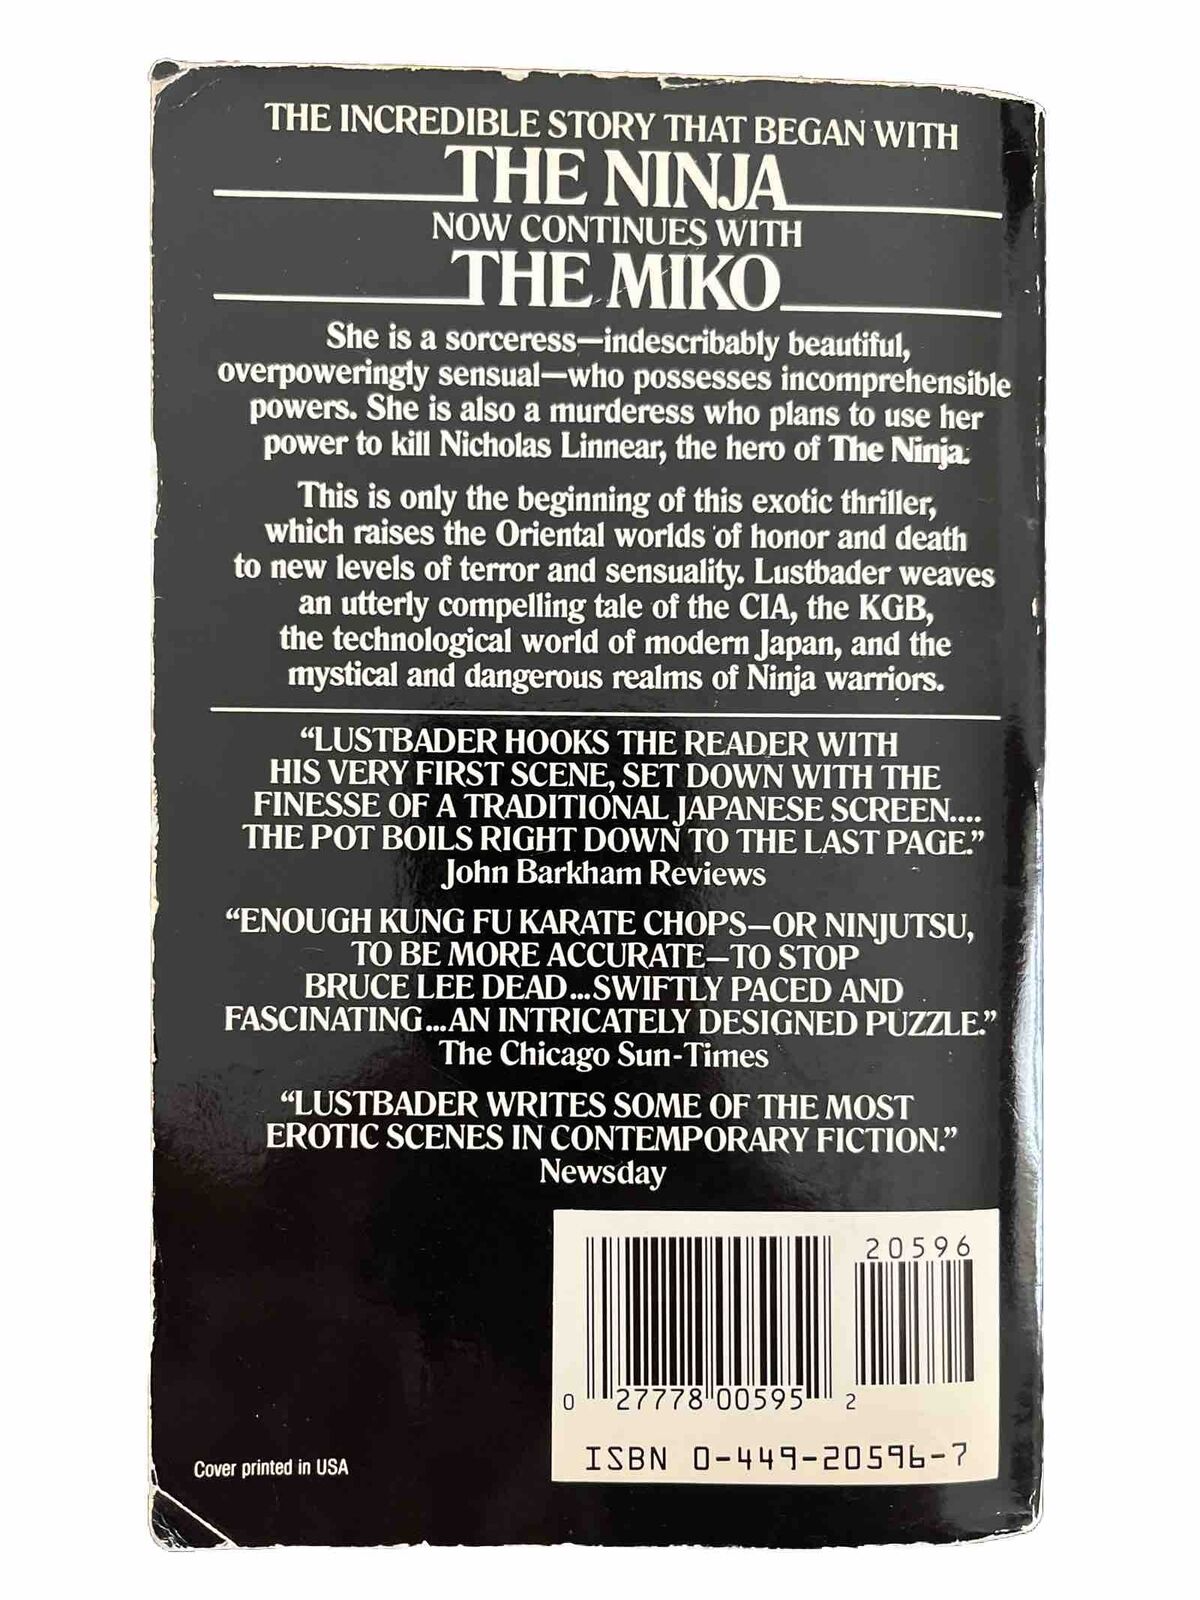 THE INCREDIBLE STORY THAT BEGAN WITH
THE NINJA
NOW CONTINUES WITH
THE MIKO
She is a sorceress—indescribably beautiful,
overpoweringly sensual—who possesses incomprehensible
powers. She is also a murderess who plans to use her
power to kill Nicholas Linnear, the hero of The Ninja.
This is only the beginning of this exotic thriller,
which raises the Oriental worlds of honor and death
to new levels of terror and sensuality. Lustbader weaves
an utterly compelling tale of the CIA, the KGB,
the technological world of modern Japan, and the
mystical and dangerous realms of Ninja warriors.
“LUSTBADER HOOKS THE READER WITH
HIS VERY FIRST SCENE, SET DOWN WITH THE
FINESSE OF A TRADITIONAL JAPANESE SCREEN....
THE POT BOILS RIGHT DOWN TO THE LAST PAGE.”
John Barkham Reviews
“ENOUGH KUNG FU KARATE CHOPS—OR NINJUTSU,
TO BE MORE ACCURATE—TO STOP
BRUCE LEE DEAD...SWIFTLY PACED AND
FASCINATING...AN INTRICATELY DESIGNED PUZZLE.”
The Chicago Sun-Times
“LUSTBADER WRITES SOME OF THE MOST
EROTIC SCENES IN CONTEMPORARY FICTION.”
Newsday
20596
0 27778 00595 2
ISBN 0-449-20596-7
Cover printed in USA